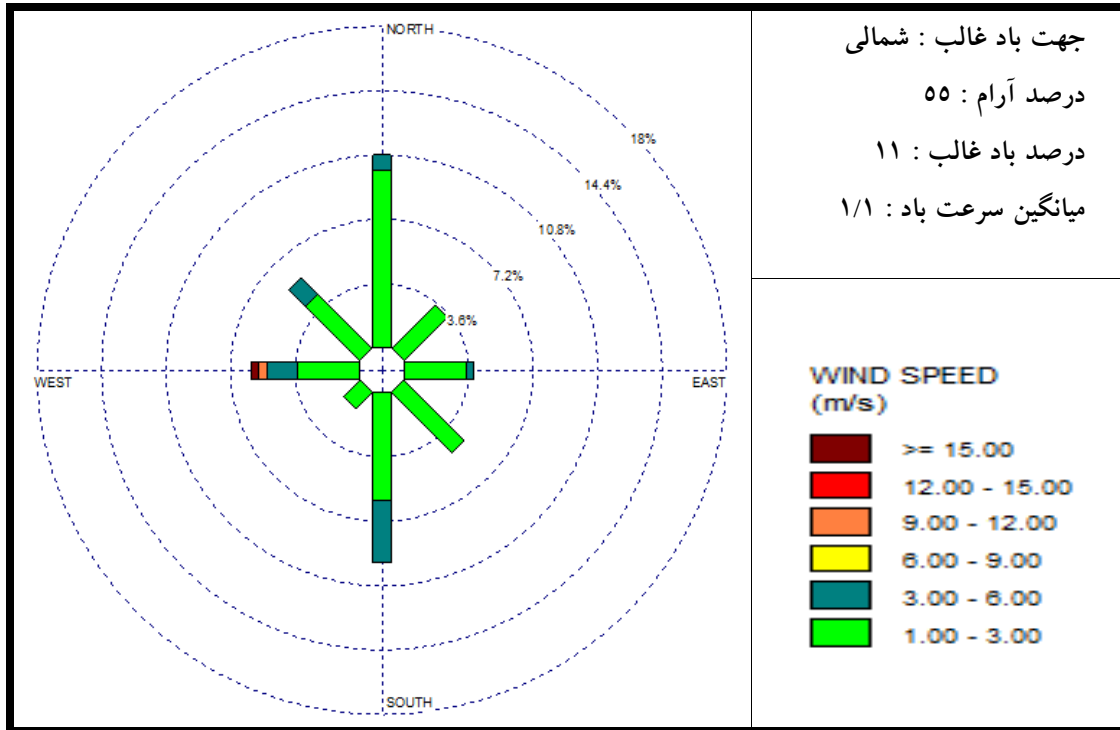 NORTH
18%
14.4%
10.8%
7.2%
3.6%
WEST
EAST
SOUTH
جهت باد غالب : شمالی
درصد آرام : ۵۵
درصد باد غالب : ۱۱
میانگین سرعت باد : ۱/۱
WIND SPEED
(m/s)
>= 15.00
12.00 - 15.00
9.00 - 12.00
6.00 - 9.00
3.00 - 6.00
1.00 - 3.00